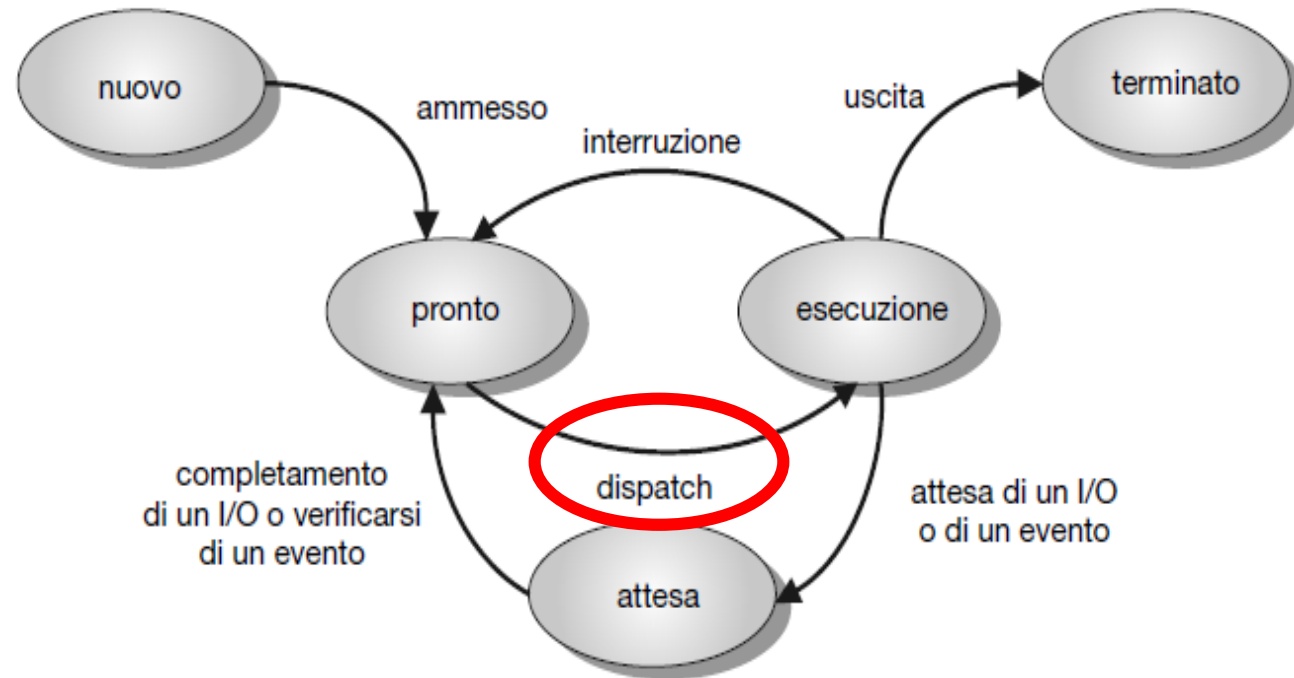 nuovo
terminato
ammesso
uscita
interruzione
pronto
esecuzione
dispatch
completamento
di un I/O o verificarsi
di un evento
attesa di un I/O
o di un evento
attesa